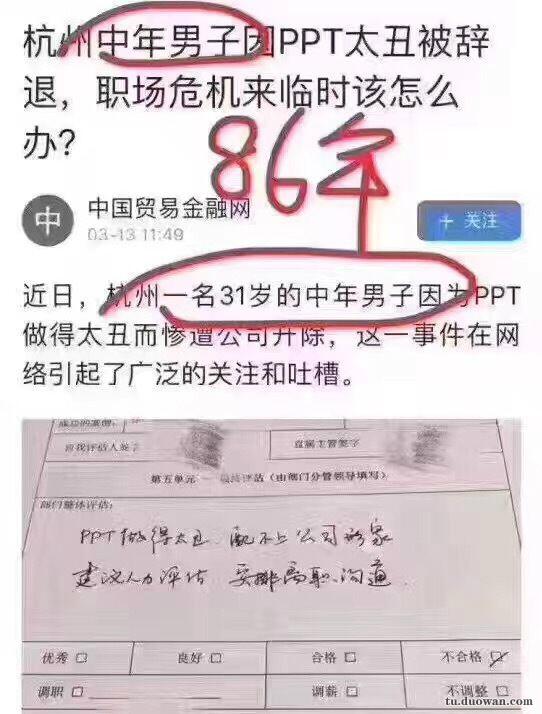 杭州中年男子因PPT太丑被辞
退，职场危机来临时该怎么
办？
86年
中
中国贸易金融网
03-13 11:49
+ 关注
近日，杭州一名31岁的中年男子因为PPT
做得太丑而惨遭公司开除，这一事件在网
络引起了广泛的关注和吐槽。
自我评估人签字
直属主管签字
第五单元 — 最终评估（由部门分管领导填写）
部门整体评估：
PPT做得太丑，配不上公司形象
建议人力评估，安排离职沟通。
优秀 □ 良好 □ 合格 □ 不合格 ☑
调职 □ 调薪 □ 不调整 □
tu.duowan.com